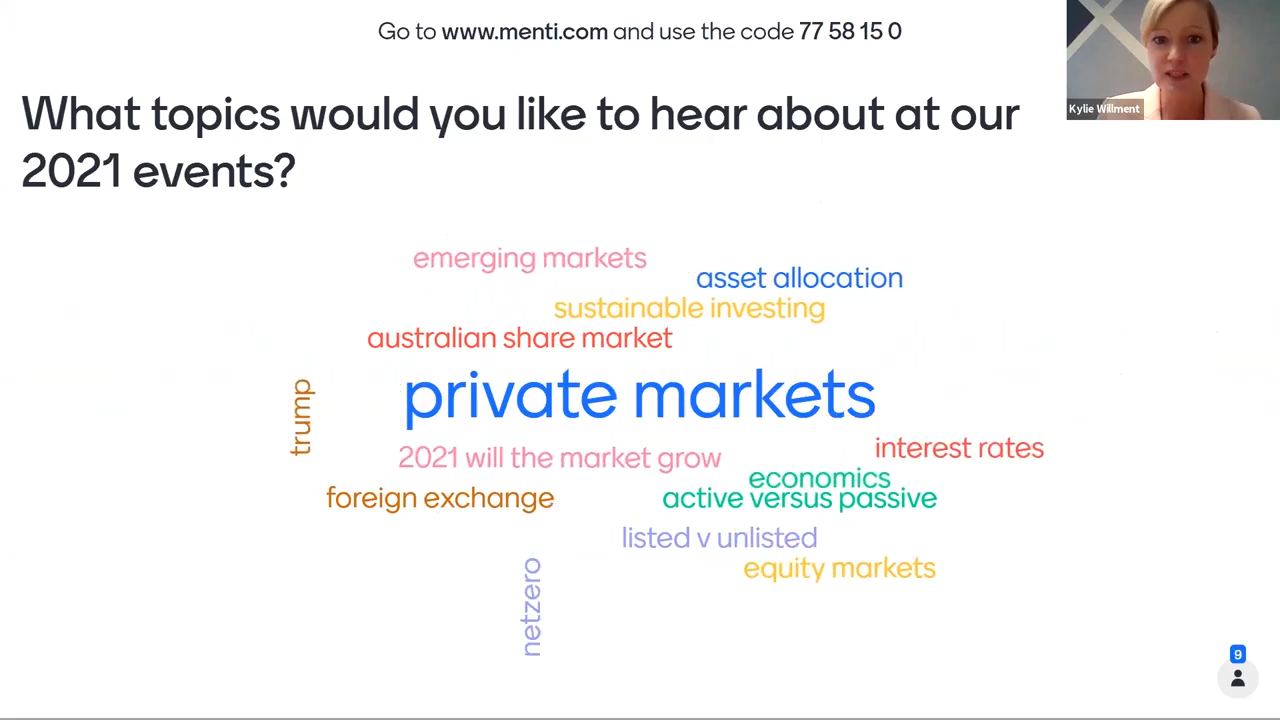 Go to www.menti.com and use the code 77 58 15 0
Kylie Willment
What topics would you like to hear about at our
2021 events?
emerging markets
asset allocation
sustainable investing
australian share market
trump
private markets
interest rates
2021 will the market grow
economics
foreign exchange
active versus passive
listed v unlisted
equity markets
netzero
9